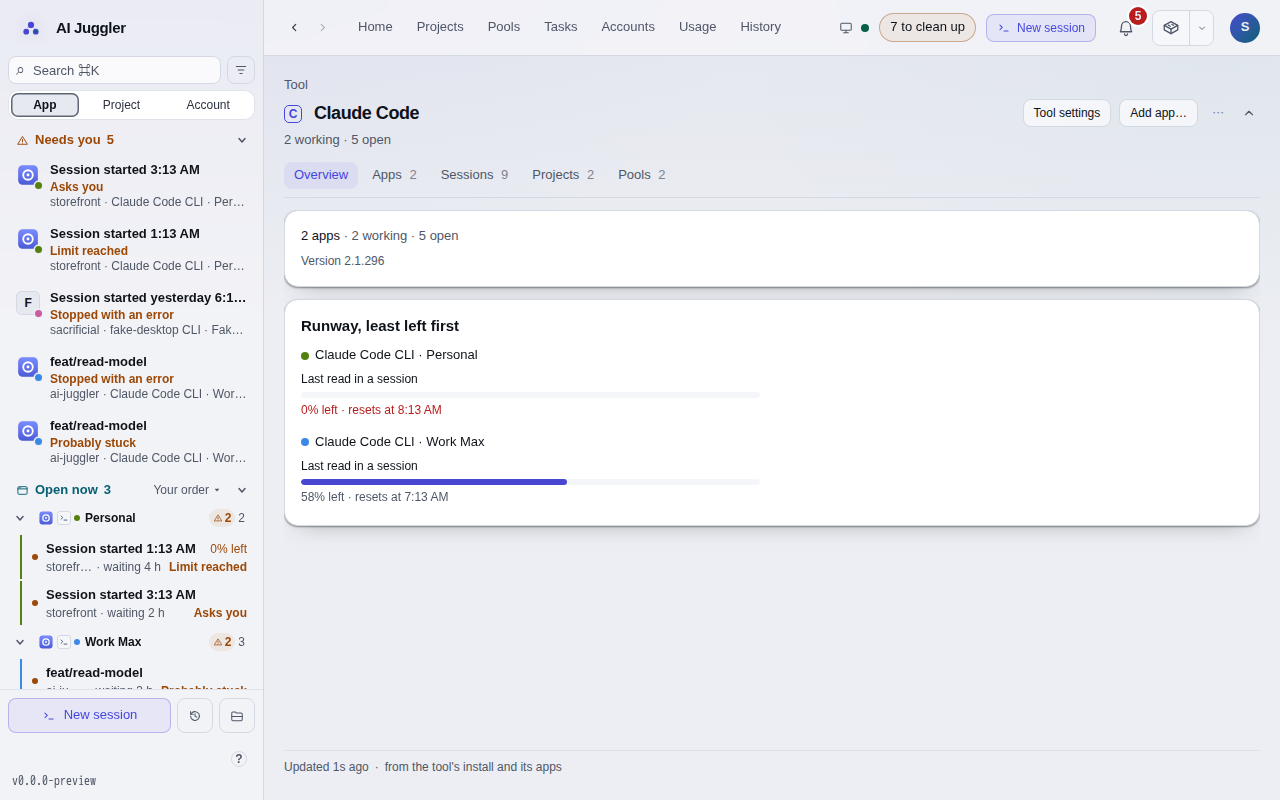 AI Juggler
Search ⌘K
App Project Account
Needs you 5
Session started 3:13 AM
Asks you
storefront · Claude Code CLI · Per…
Session started 1:13 AM
Limit reached
storefront · Claude Code CLI · Per…
F
Session started yesterday 6:1…
Stopped with an error
sacrificial · fake-desktop CLI · Fak…
feat/read-model
Stopped with an error
ai-juggler · Claude Code CLI · Wor…
feat/read-model
Probably stuck
ai-juggler · Claude Code CLI · Wor…
Open now 3 Your order
Personal 2 2
Session started 1:13 AM 0% left
storefr… · waiting 4 h Limit reached
Session started 3:13 AM
storefront · waiting 2 h Asks you
Work Max 2 3
feat/read-model
New session
?
v0.0.0-preview
Home Projects Pools Tasks Accounts Usage History
7 to clean up
New session
5
S
Tool
C Claude Code
Tool settings Add app… ···
2 working · 5 open
Overview Apps 2 Sessions 9 Projects 2 Pools 2
2 apps · 2 working · 5 open
Version 2.1.296
Runway, least left first
Claude Code CLI · Personal
Last read in a session
0% left · resets at 8:13 AM
Claude Code CLI · Work Max
Last read in a session
58% left · resets at 7:13 AM
Updated 1s ago · from the tool's install and its apps